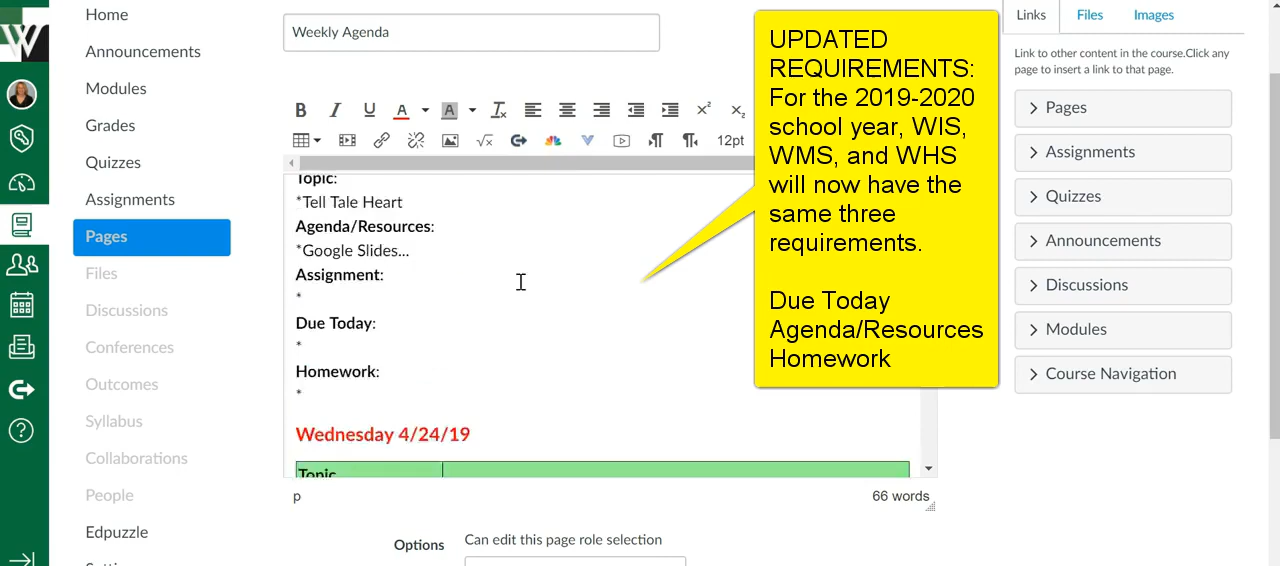 W
Home
Announcements
Modules
Grades
Quizzes
Assignments
Pages
Files
Discussions
Conferences
Outcomes
Syllabus
Collaborations
People
Edpuzzle
Weekly Agenda
B I U A A x² x₂
√x 12pt
Topic:
*Tell Tale Heart
Agenda/Resources:
*Google Slides...
Assignment:
*
Due Today:
*
Homework:
*
Wednesday 4/24/19
Topic
p 66 words
Options Can edit this page role selection
UPDATED
REQUIREMENTS:
For the 2019-2020
school year, WIS,
WMS, and WHS
will now have the
same three
requirements.
Due Today
Agenda/Resources
Homework
Links Files Images
Link to other content in the course.Click any
page to insert a link to that page.
Pages
Assignments
Quizzes
Announcements
Discussions
Modules
Course Navigation